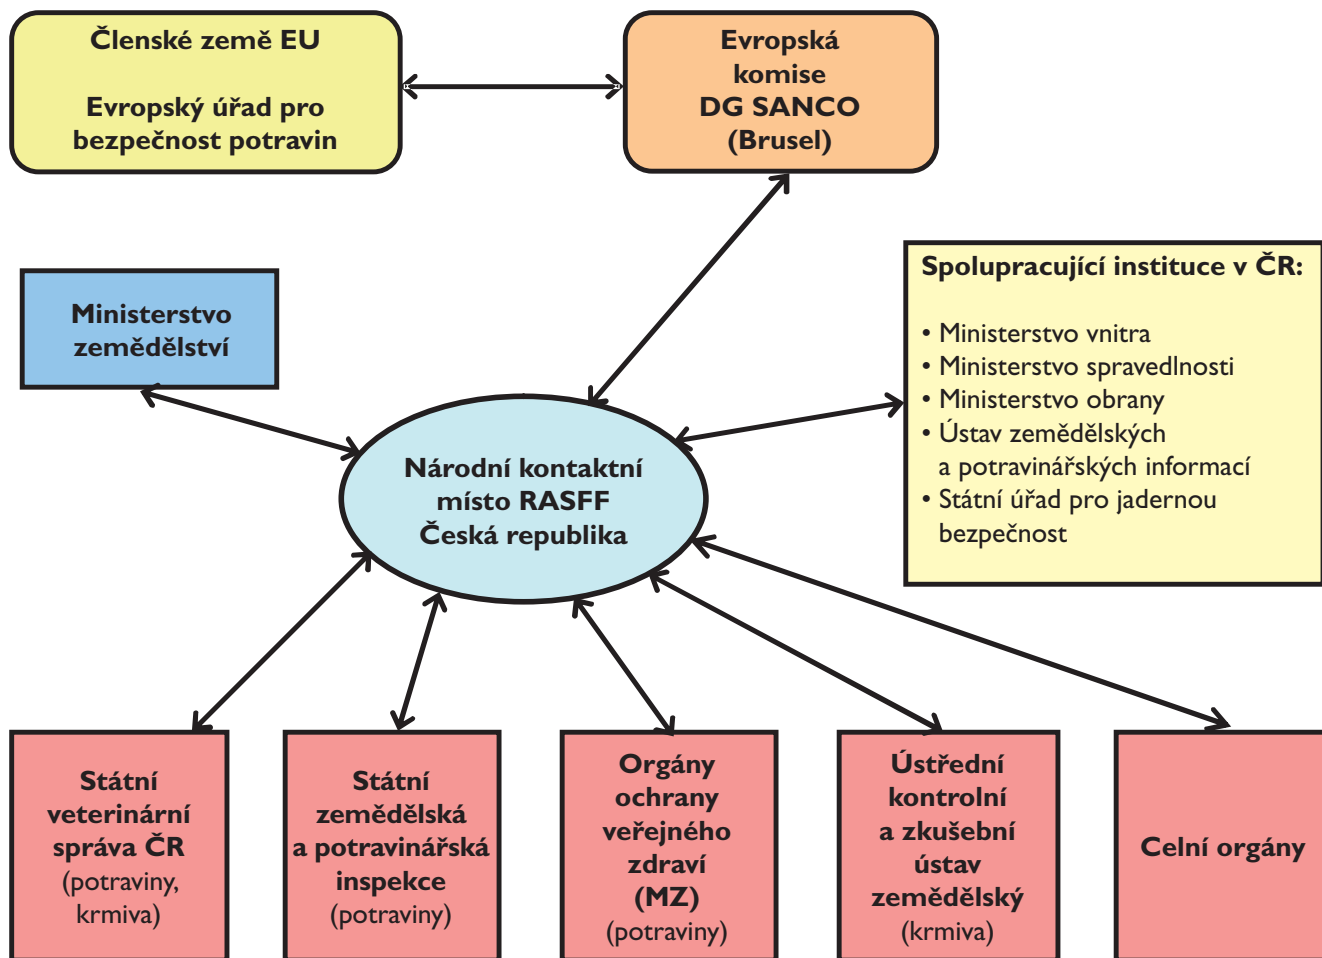 Členské země EU
Evropský úřad pro
bezpečnost potravin
Evropská
komise
DG SANCO
(Brusel)
Ministerstvo
zemědělství
Spolupracující instituce v ČR:
• Ministerstvo vnitra
• Ministerstvo spravedlnosti
• Ministerstvo obrany
• Ústav zemědělských
a potravinářských informací
• Státní úřad pro jadernou
bezpečnost
Národní kontaktní
místo RASFF
Česká republika
Státní
veterinární
správa ČR
(potraviny,
krmiva)
Státní
zemědělská
a potravinářská
inspekce
(potraviny)
Orgány
ochrany
veřejného
zdraví
(MZ)
(potraviny)
Ústřední
kontrolní
a zkušební
ústav
zemědělský
(krmiva)
Celní orgány